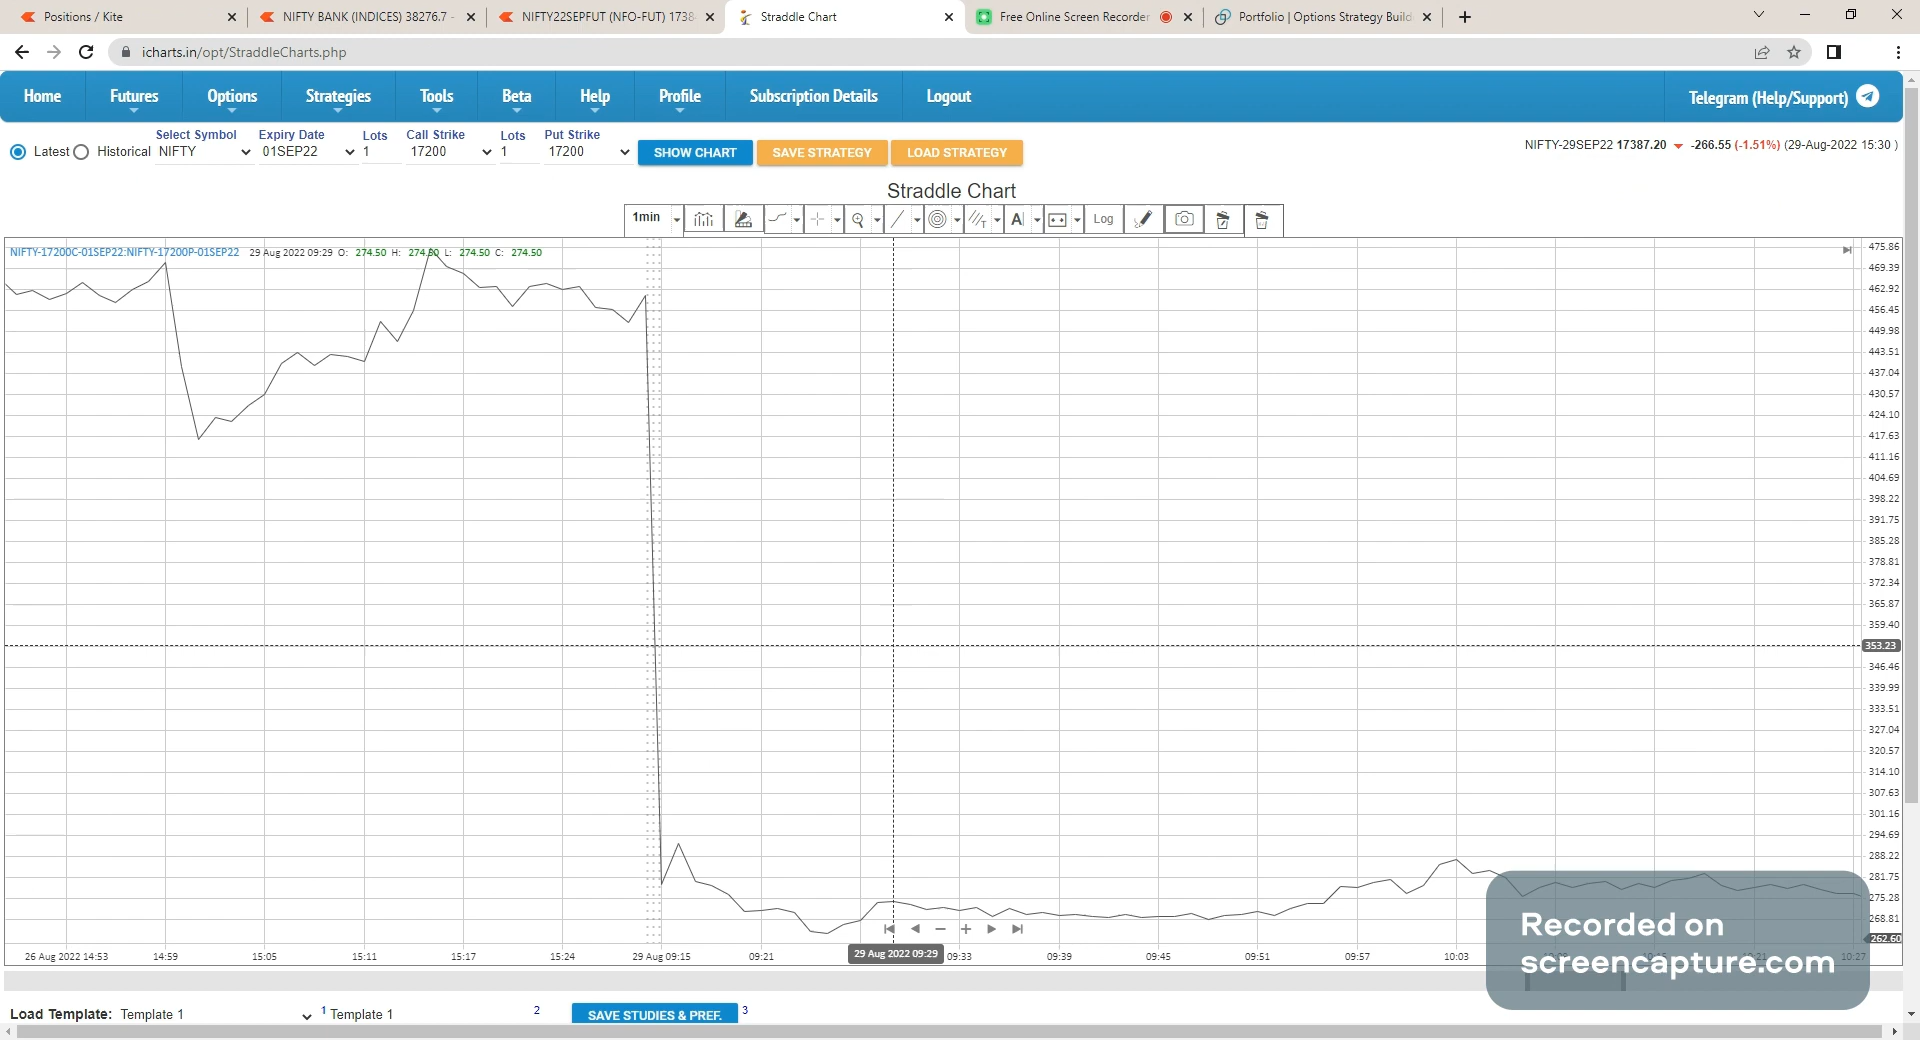 Positions / Kite
NIFTY BANK (INDICES) 38276.7 -
NIFTY22SEPFUT (NFO-FUT) 1738
Straddle Chart
Free Online Screen Recorder
Portfolio | Options Strategy Build
icharts.in/opt/StraddleCharts.php
Home Futures Options Strategies Tools Beta Help Profile Subscription Details Logout Telegram (Help/Support)
Select Symbol Expiry Date Lots Call Strike Lots Put Strike
Latest Historical NIFTY 01SEP22 1 17200 1 17200 SHOW CHART SAVE STRATEGY LOAD STRATEGY
NIFTY-29SEP22 17387.20 -266.55 (-1.51%) (29-Aug-2022 15:30 )
Straddle Chart
1min A Log
NIFTY-17200C-01SEP22:NIFTY-17200P-01SEP22 29 Aug 2022 09:29 O: 274.50 H: 274.50 L: 274.50 C: 274.50
475.86
469.39
462.92
456.45
449.98
443.51
437.04
430.57
424.10
417.63
411.16
404.69
398.22
391.75
385.28
378.81
372.34
365.87
359.40
353.23
346.46
339.99
333.51
327.04
320.57
314.10
307.63
301.16
294.69
288.22
281.75
275.28
268.81
262.60
26 Aug 2022 14:53 14:59 15:05 15:11 15:17 15:24 29 Aug 09:15 09:21 29 Aug 2022 09:29 09:33 09:39 09:45 09:51 09:57 10:03 10:09 10:15 10:21 10:27
Recorded on
screencapture.com
Load Template: Template 1 1 Template 1 2 SAVE STUDIES & PREF. 3